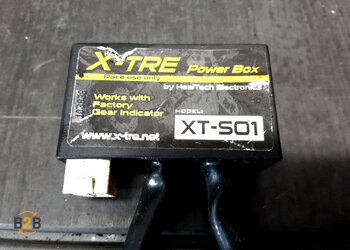 X-TRE Power Box
Race use only
by HealTech Electronics
Works with
Factory
Gear Indicator
MODEL:
XT-S01
www.x-tre.net
B2B